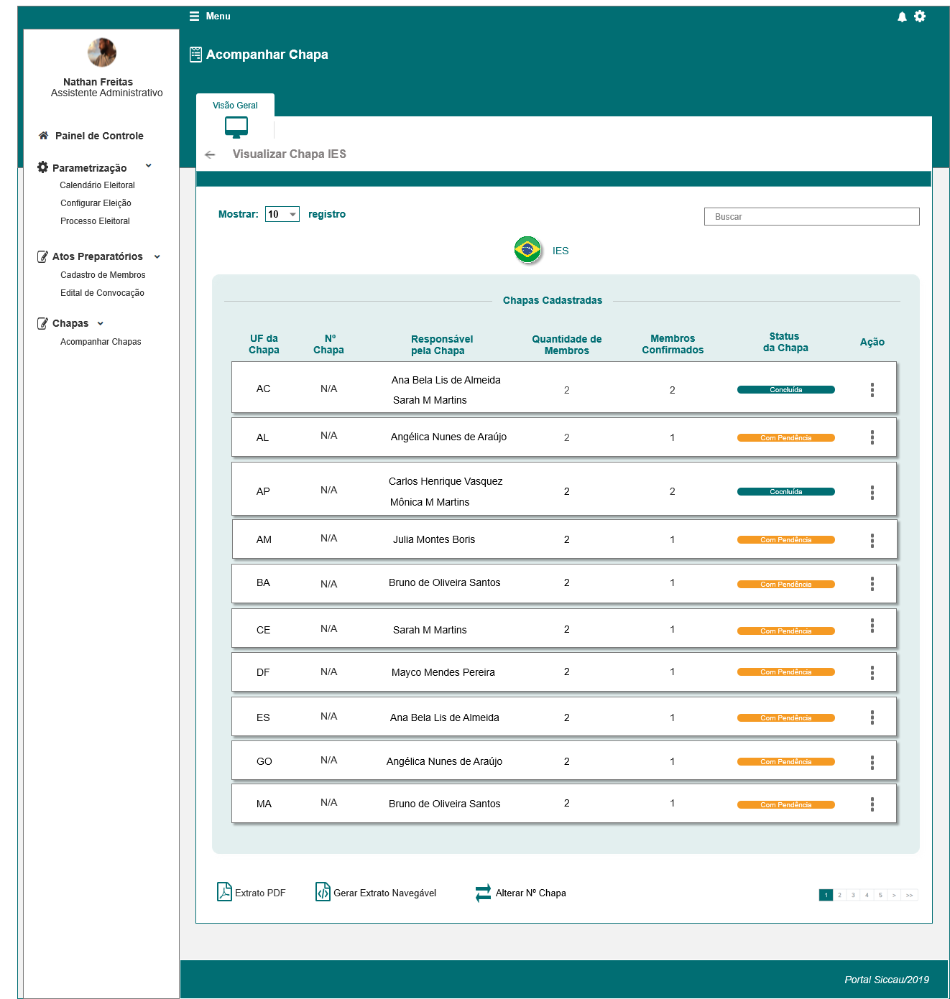 Menu
Acompanhar Chapa
Nathan Freitas
Assistente Administrativo
Painel de Controle
Parametrização
Calendário Eleitoral
Configurar Eleição
Processo Eleitoral
Atos Preparatórios
Cadastro de Membros
Edital de Convocação
Chapas
Acompanhar Chapas
Visão Geral
Visualizar Chapa IES
Mostrar: 10 registro
Buscar
IES
Chapas Cadastradas
UF da Chapa Nº Chapa Responsável pela Chapa Quantidade de Membros Membros Confirmados Status da Chapa Ação
AC N/A Ana Bela Lis de Almeida 2 2 Concluída
Sarah M Martins
AL N/A Angélica Nunes de Araújo 2 1 Com Pendência
AP N/A Carlos Henrique Vasquez 2 2 Cocnluída
Mônica M Martins
AM N/A Julia Montes Boris 2 1 Com Pendência
BA N/A Bruno de Oliveira Santos 2 1 Com Pendência
CE N/A Sarah M Martins 2 1 Com Pendência
DF N/A Mayco Mendes Pereira 2 1 Com Pendência
ES N/A Ana Bela Lis de Almeida 2 1 Com Pendência
GO N/A Angélica Nunes de Araújo 2 1 Com Pendência
MA N/A Bruno de Oliveira Santos 2 1 Com Pendência
Extrato PDF Gerar Extrato Navegável Alterar Nº Chapa
1 2 3 4 5 > >>
Portal Siccau/2019